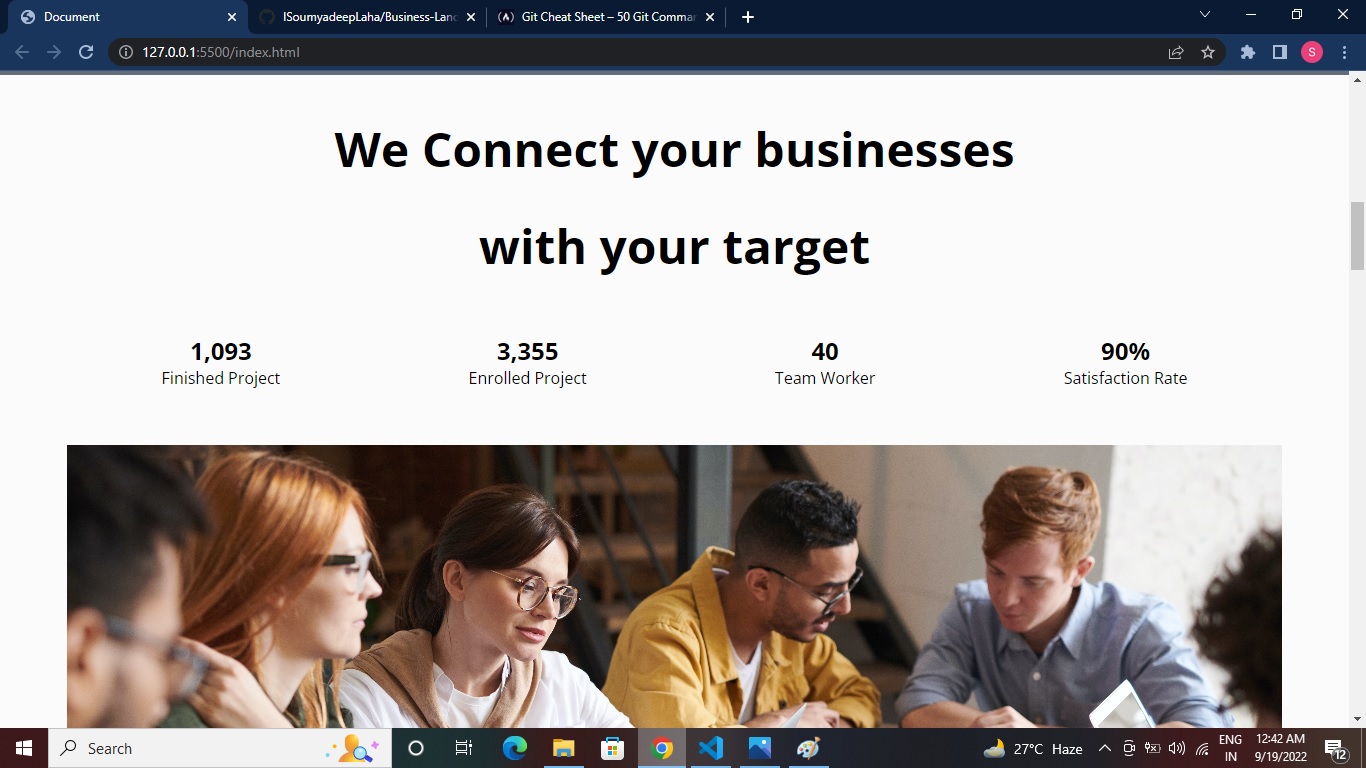 Document
ISoumyadeepLaha/Business-Land
Git Cheat Sheet – 50 Git Comman
127.0.0.1:5500/index.html
S
We Connect your businesses
with your target
1,093
3,355
40
90%
Finished Project
Enrolled Project
Team Worker
Satisfaction Rate
Search
27°C Haze
ENG
IN
12:42 AM
9/19/2022
12